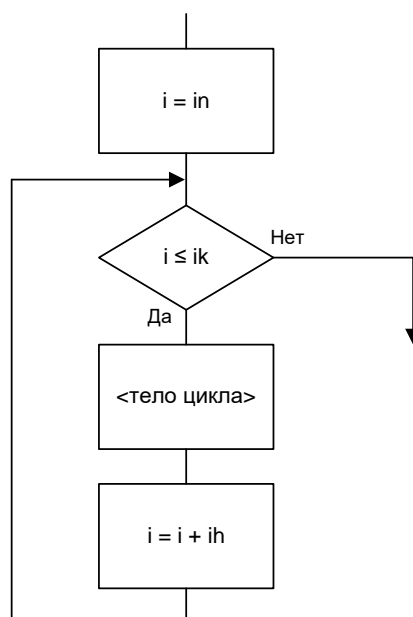 i = in
i ≤ ik
Нет
Да
<тело цикла>
i = i + ih